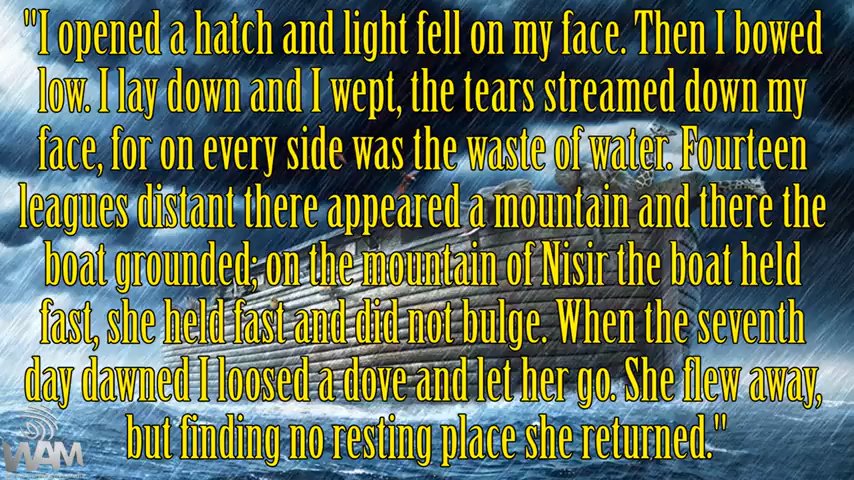 "I opened a hatch and light fell on my face. Then I bowed
low. I lay down and I wept, the tears streamed down my
face, for on every side was the waste of water. Fourteen
leagues distant there appeared a mountain and there the
boat grounded; on the mountain of Nisir the boat held
fast, she held fast and did not bulge. When the seventh
day dawned I loosed a dove and let her go. She flew away,
but finding no resting place she returned."
WAM